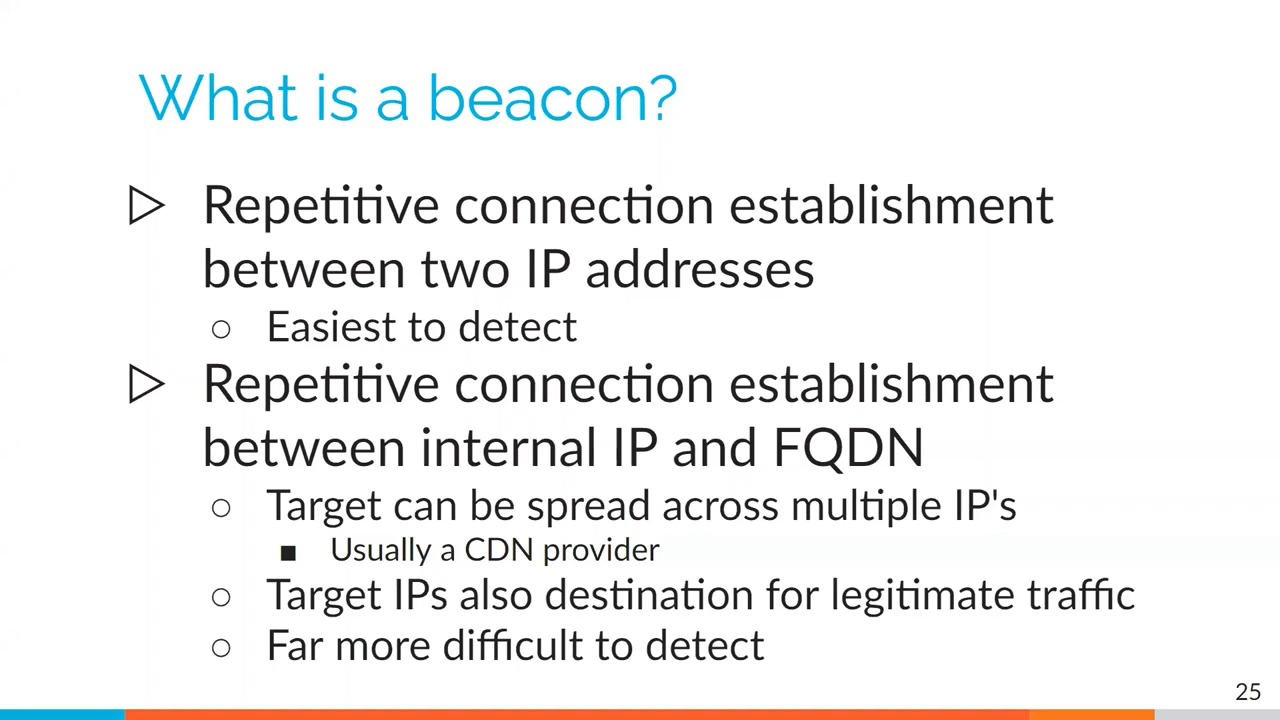 What is a beacon?
▷ Repetitive connection establishment
between two IP addresses
○ Easiest to detect
▷ Repetitive connection establishment
between internal IP and FQDN
○ Target can be spread across multiple IP's
■ Usually a CDN provider
○ Target IPs also destination for legitimate traffic
○ Far more difficult to detect
25